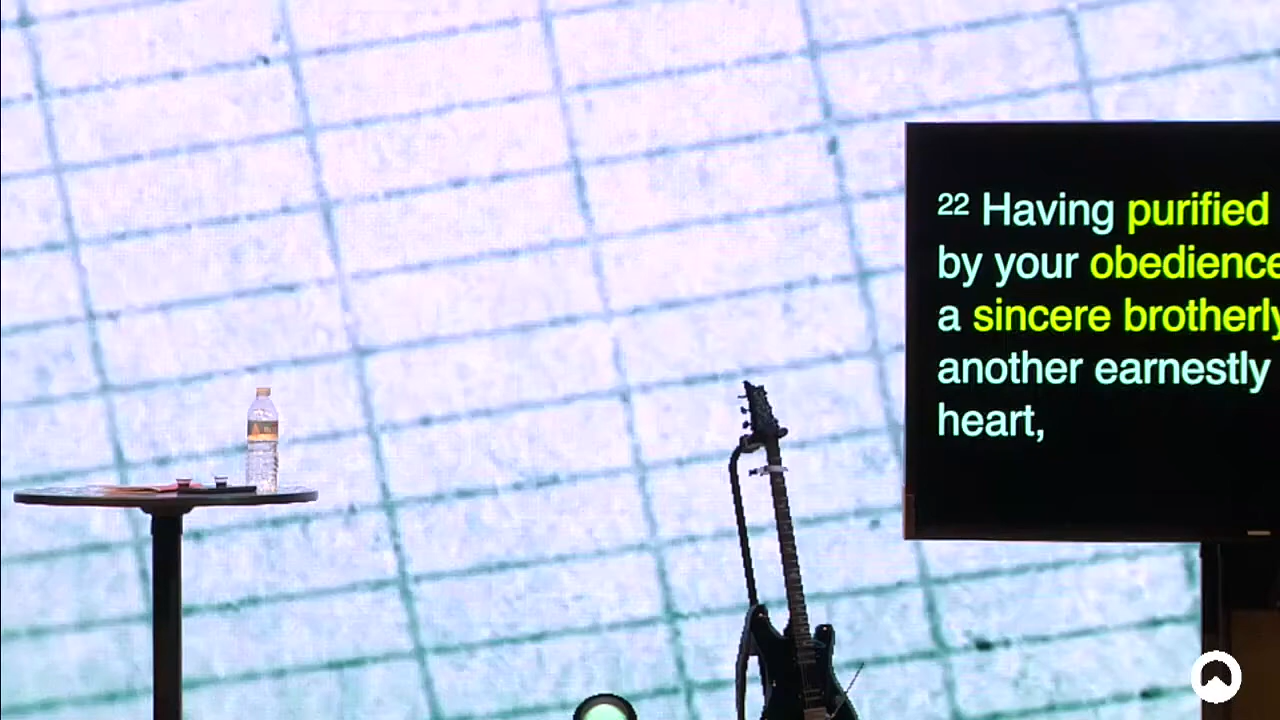 22 Having purified
by your obedience
a sincere brotherly
another earnestly
heart,